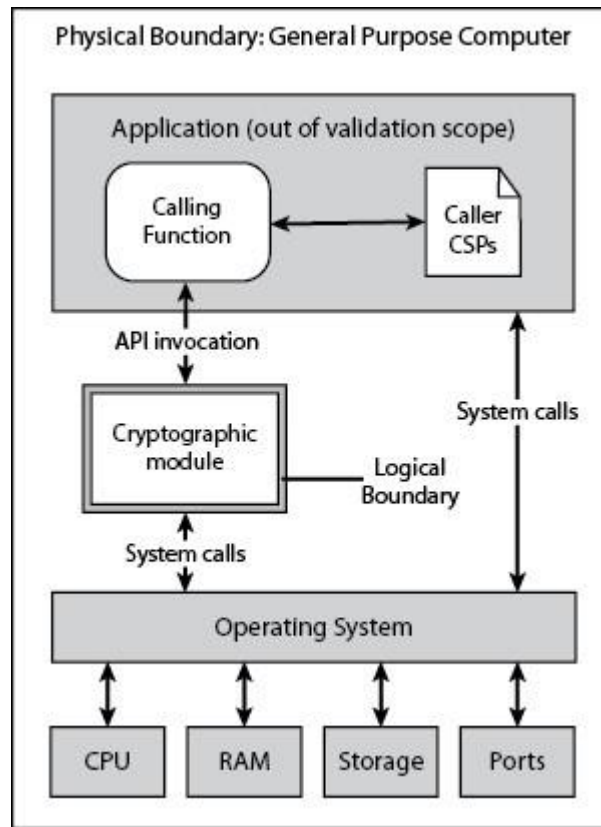 Physical Boundary: General Purpose Computer
Application (out of validation scope)
Calling
Function
Caller
CSPs
API invocation
Cryptographic
module
System calls
Logical
Boundary
System calls
Operating System
CPU
RAM
Storage
Ports